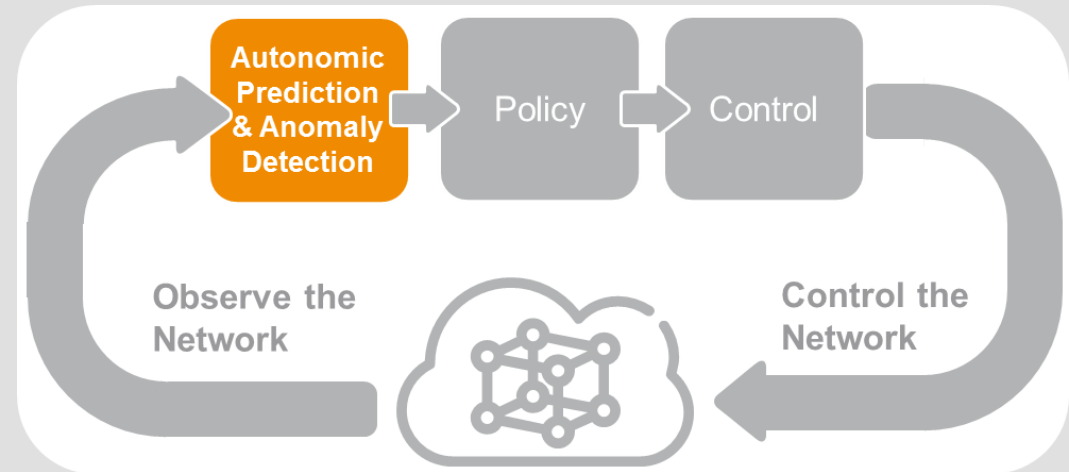 Autonomic
Prediction
& Anomaly
Detection
Policy
Control
Observe the
Network
Control the
Network